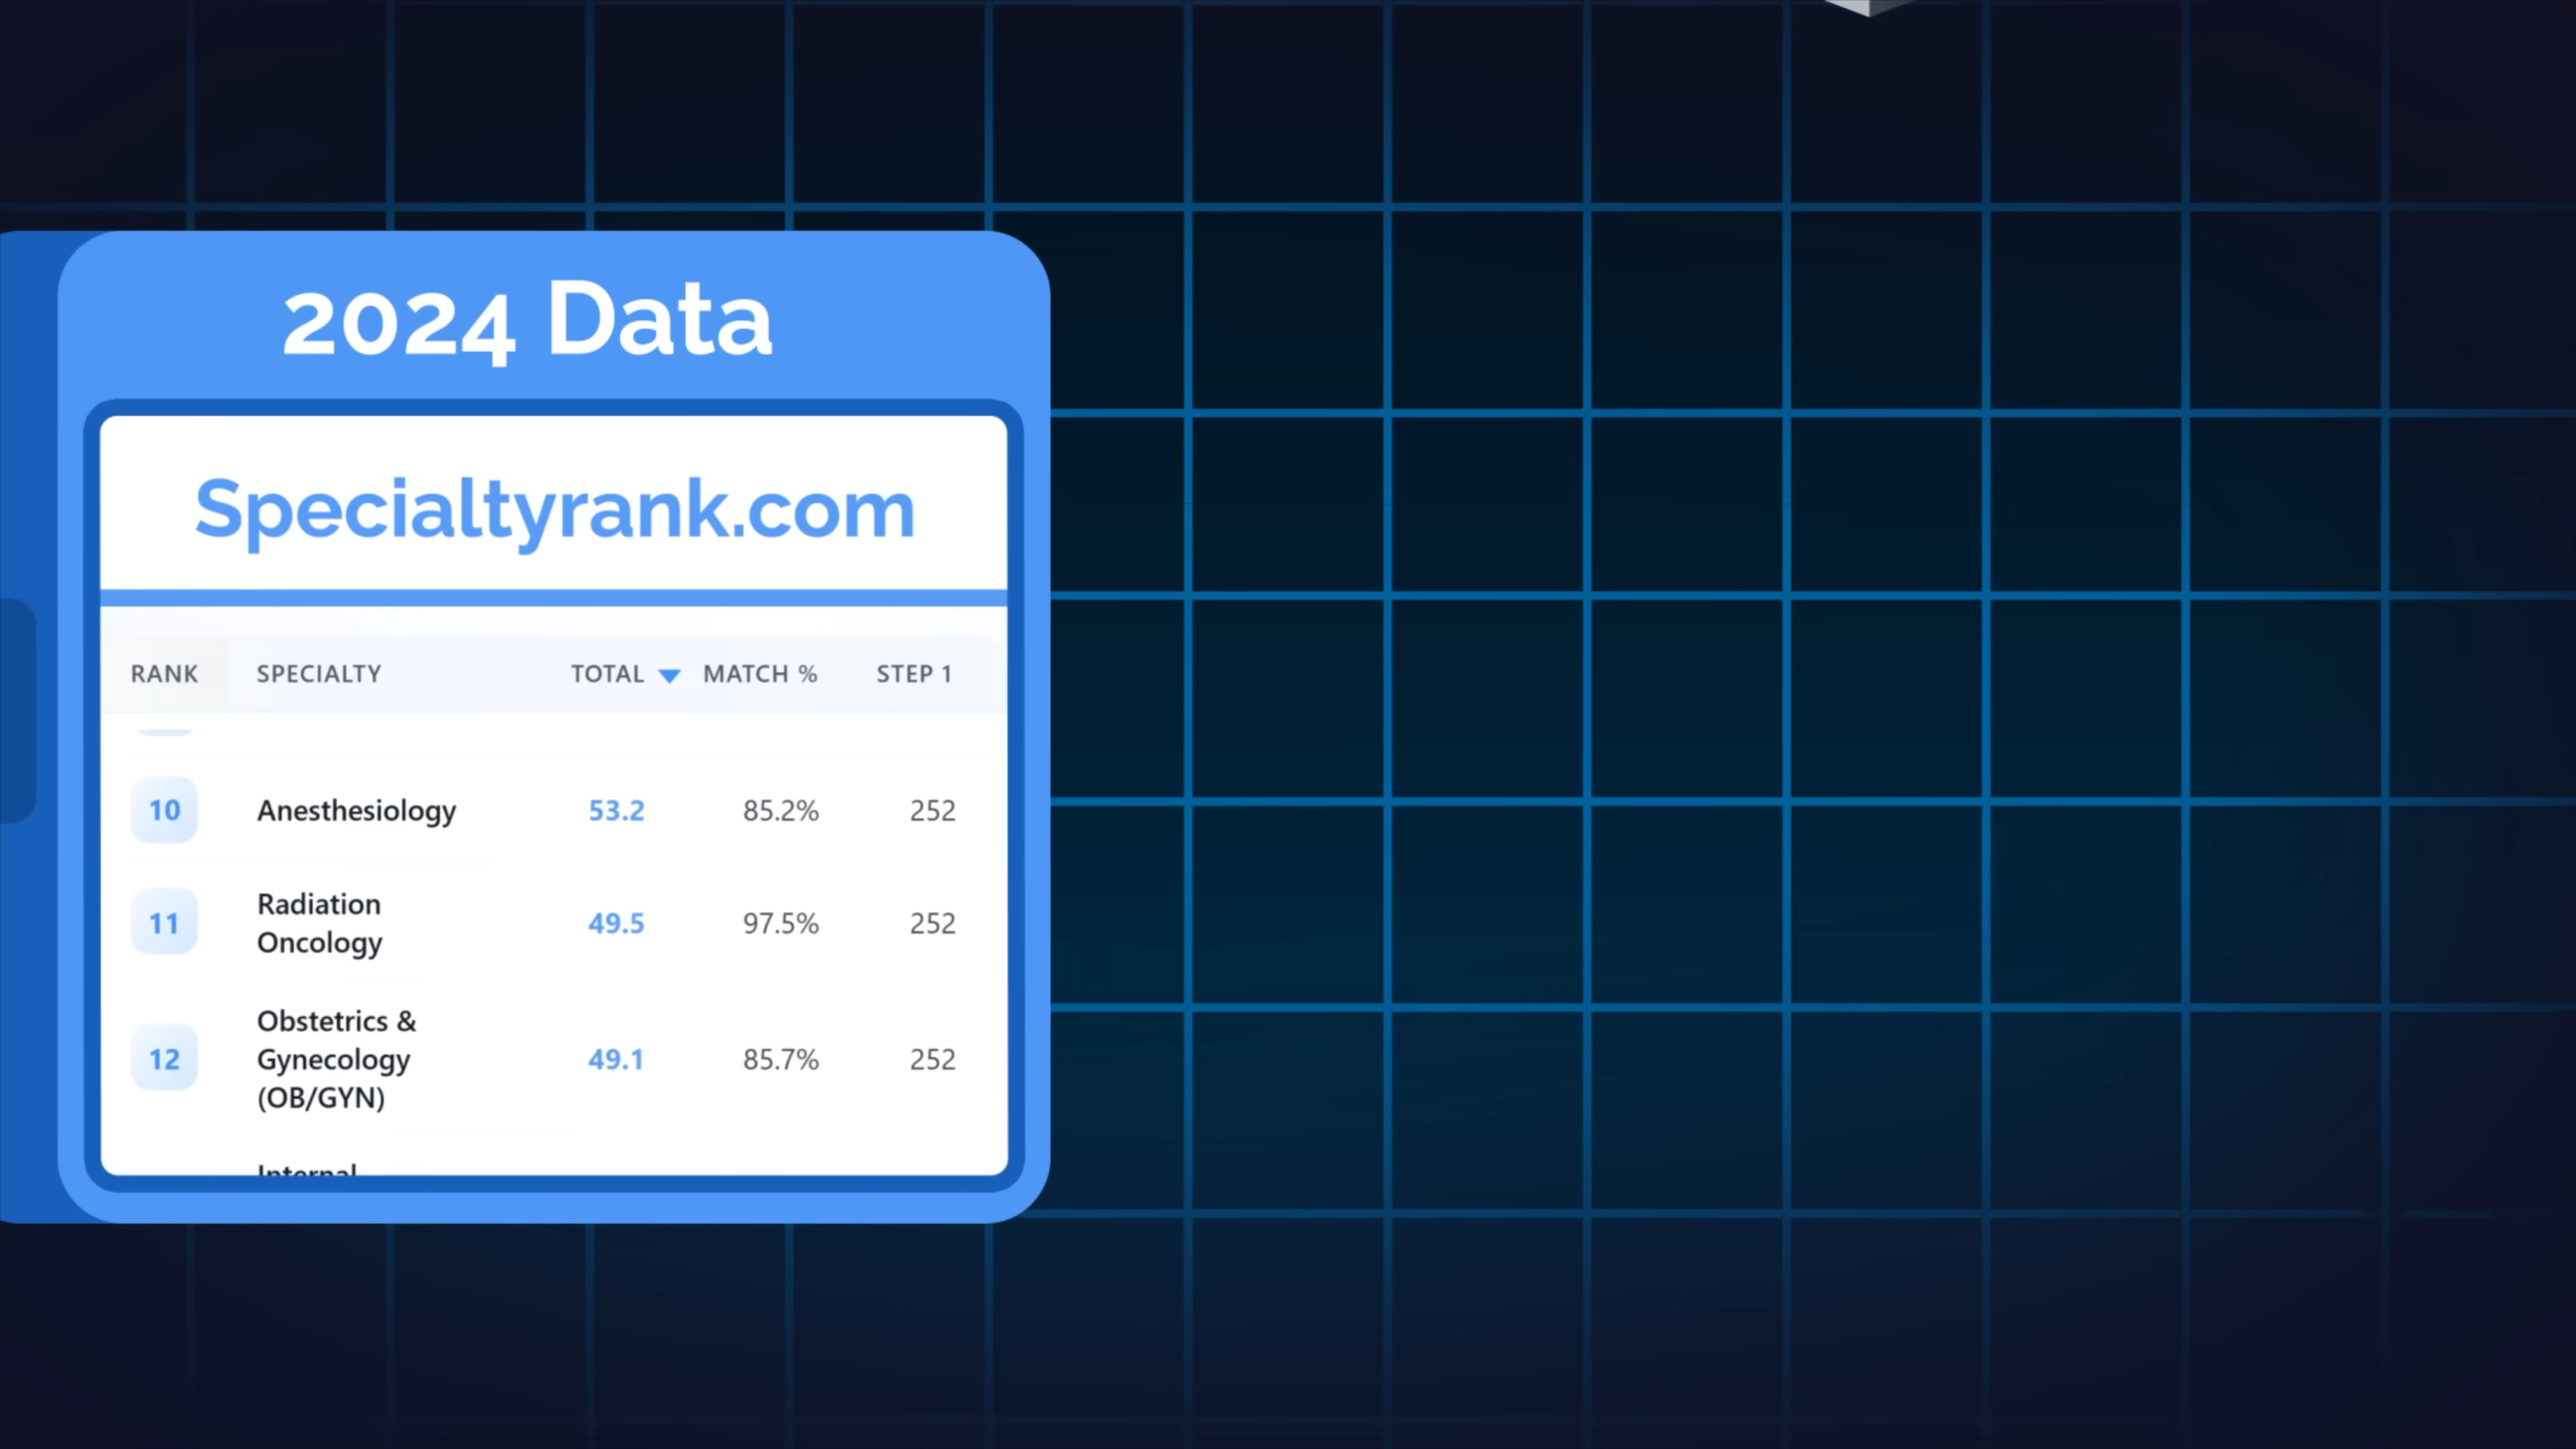 2024 Data
Specialtyrank.com
RANK SPECIALTY TOTAL MATCH % STEP 1
10 Anesthesiology 53.2 85.2% 252
11 Radiation Oncology 49.5 97.5% 252
12 Obstetrics & Gynecology (OB/GYN) 49.1 85.7% 252
Internal